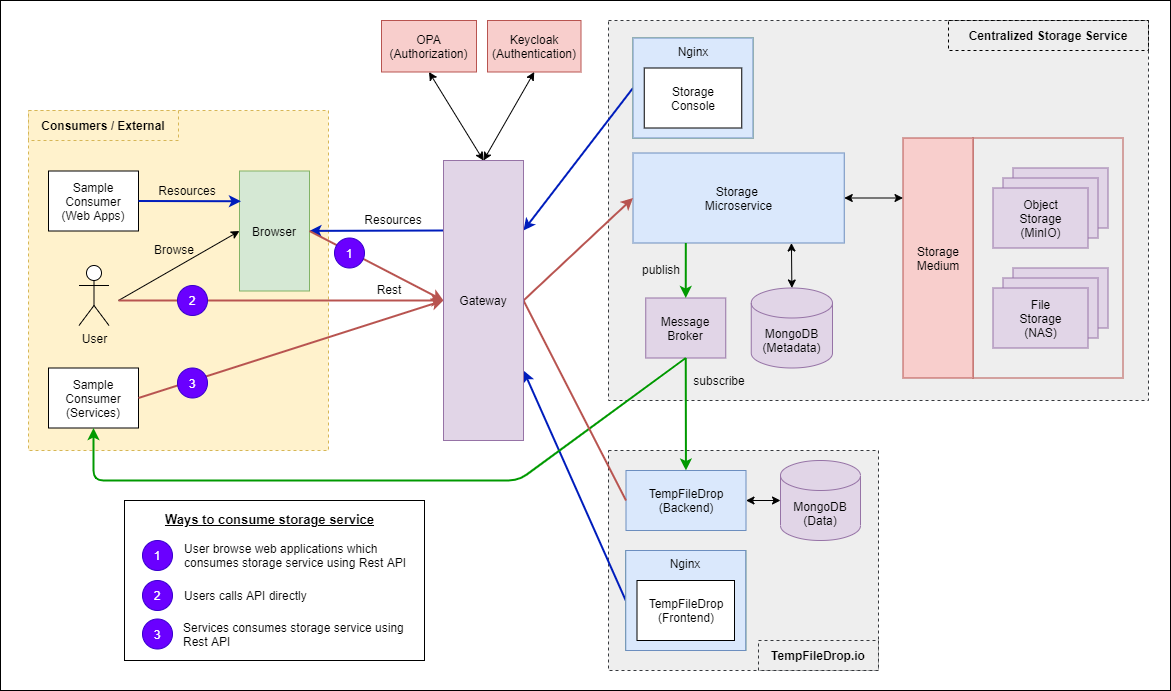 OPA
(Authorization)
Keycloak
(Authentication)
Centralized Storage Service
Nginx
Storage
Console
Consumers / External
Sample
Consumer
(Web Apps)
Resources
Browser
Browse
Resources
1
Rest
2
User
Gateway
Sample
Consumer
(Services)
3
Storage
Microservice
publish
Message
Broker
MongoDB
(Metadata)
subscribe
Storage
Medium
Object
Storage
(MinIO)
File
Storage
(NAS)
TempFileDrop
(Backend)
MongoDB
(Data)
Nginx
TempFileDrop
(Frontend)
TempFileDrop.io
Ways to consume storage service
1
User browse web applications which
consumes storage service using Rest API
2
Users calls API directly
3
Services consumes storage service using
Rest API